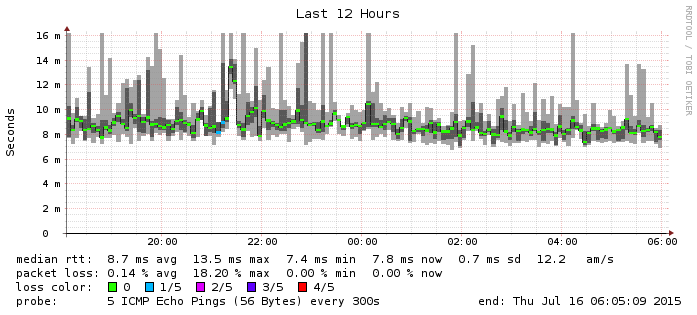 Last 12 Hours
RRDTOOL / TOBI OETIKER
Seconds
16 m
14 m
12 m
10 m
8 m
6 m
4 m
2 m
0
20:00 22:00 00:00 02:00 04:00 06:00
median rtt: 8.7 ms avg 13.5 ms max 7.4 ms min 7.8 ms now 0.7 ms sd 12.2 am/s
packet loss: 0.14 % avg 18.20 % max 0.00 % min 0.00 % now
loss color: 0 1/5 2/5 3/5 4/5
probe: 5 ICMP Echo Pings (56 Bytes) every 300s end: Thu Jul 16 06:05:09 2015